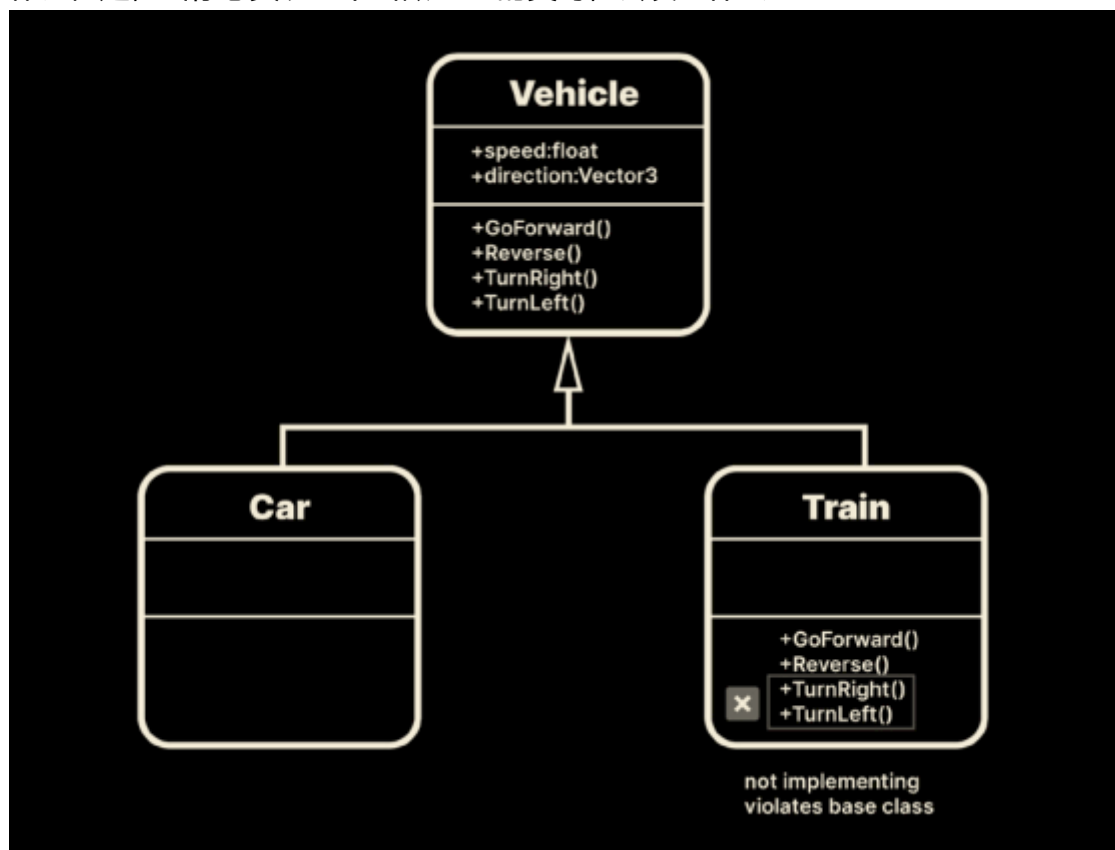 Vehicle
+speed:float
+direction:Vector3
+GoForward()
+Reverse()
+TurnRight()
+TurnLeft()
Car
Train
+GoForward()
+Reverse()
+TurnRight()
+TurnLeft()
not implementing
violates base class